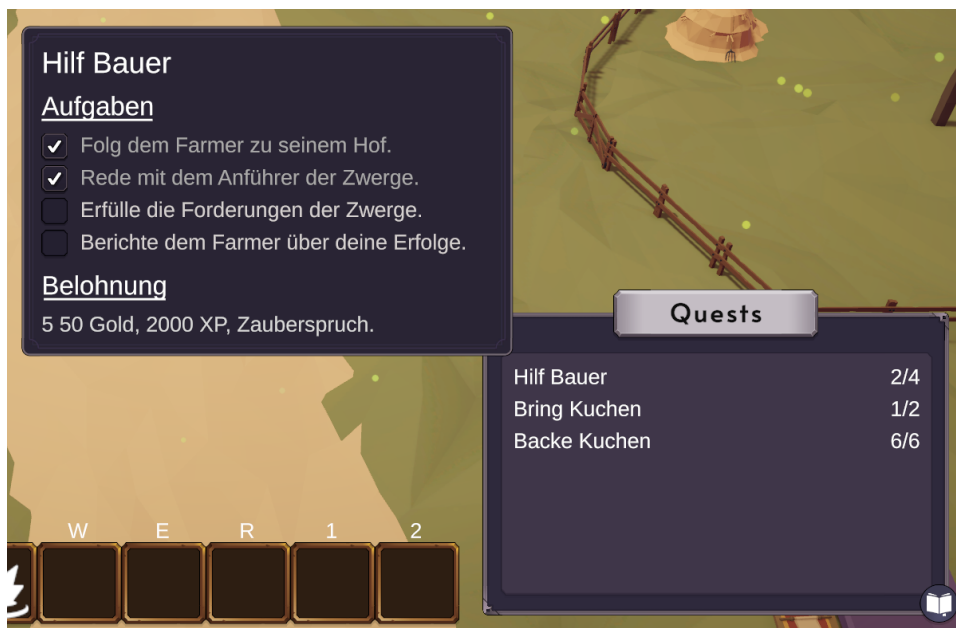 Hilf Bauer
Aufgaben
Folg dem Farmer zu seinem Hof.
Rede mit dem Anführer der Zwerge.
Erfülle die Forderungen der Zwerge.
Berichte dem Farmer über deine Erfolge.
Belohnung
5 50 Gold, 2000 XP, Zauberspruch.
Quests
Hilf Bauer 2/4
Bring Kuchen 1/2
Backe Kuchen 6/6
W E R 1 2